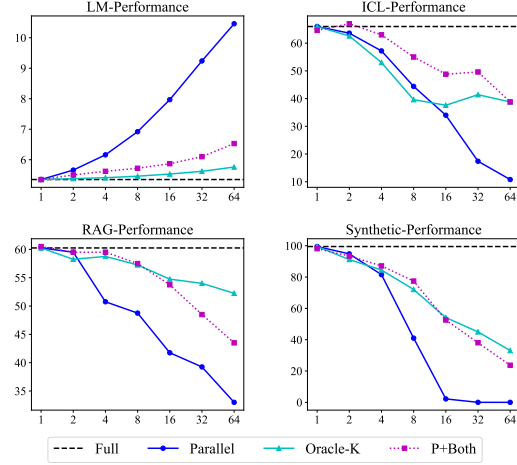 LM-Performance
10
9
8
7
6
1 2 4 8 16 32 64
ICL-Performance
60
50
40
30
20
10
1 2 4 8 16 32 64
RAG-Performance
60
55
50
45
40
35
1 2 4 8 16 32 64
Synthetic-Performance
100
80
60
40
20
0
1 2 4 8 16 32 64
Full Parallel Oracle-K P+Both